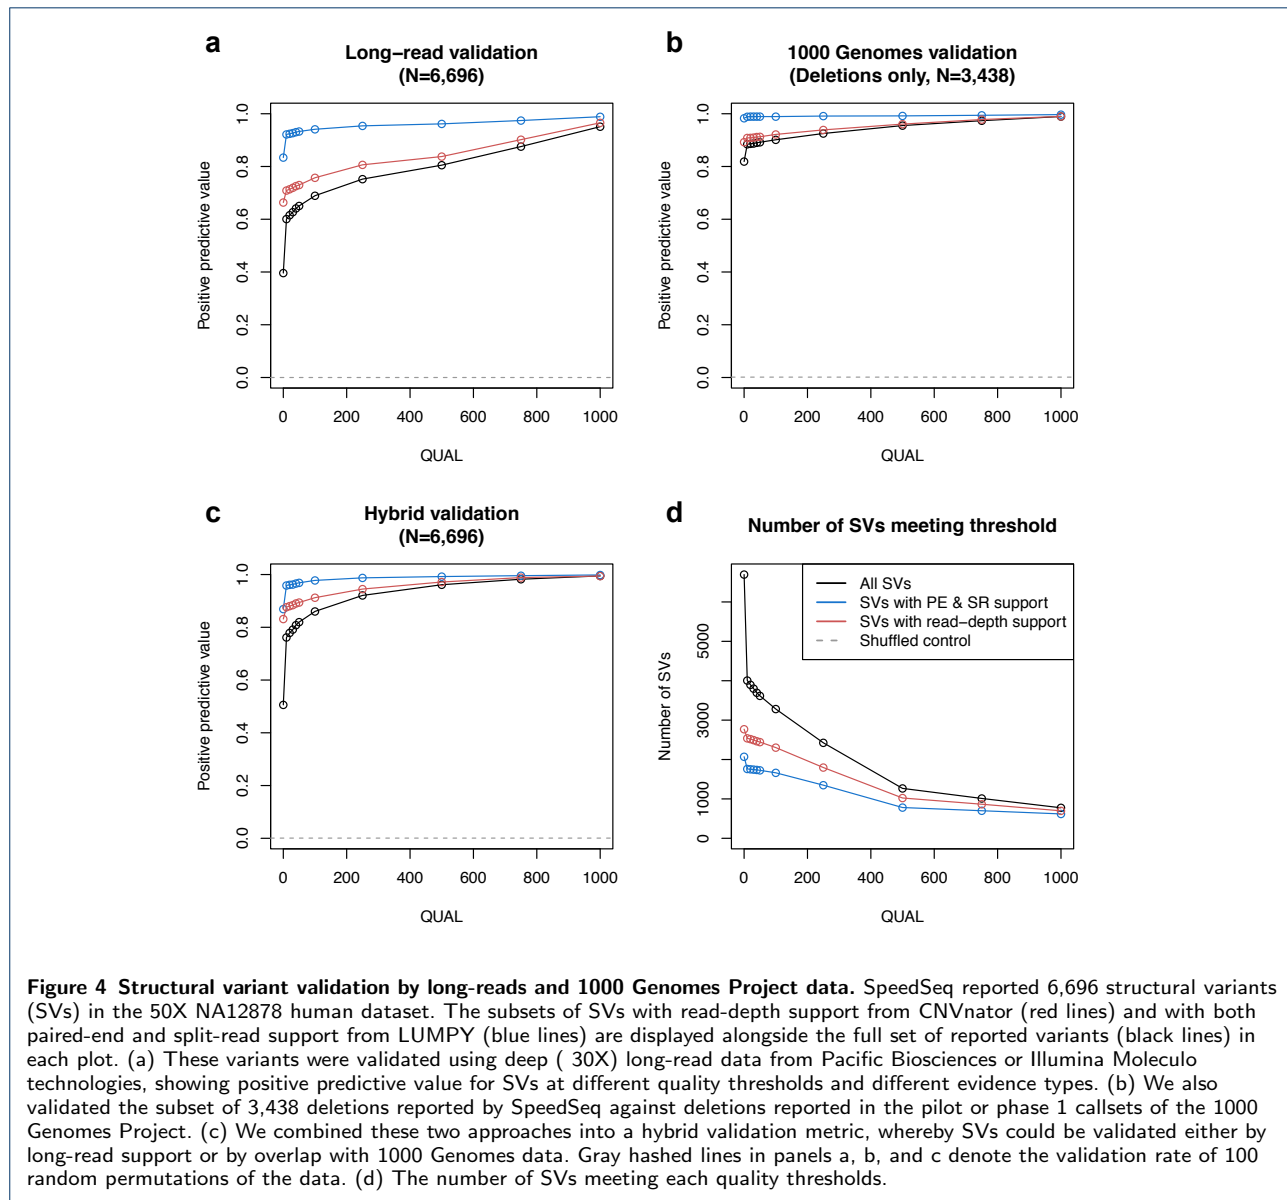 a
Long–read validation
(N=6,696)
Positive predictive value
0.0 0.2 0.4 0.6 0.8 1.0
0 200 400 600 800 1000
QUAL
b
1000 Genomes validation
(Deletions only, N=3,438)
Positive predictive value
0.0 0.2 0.4 0.6 0.8 1.0
0 200 400 600 800 1000
QUAL
c
Hybrid validation
(N=6,696)
Positive predictive value
0.0 0.2 0.4 0.6 0.8 1.0
0 200 400 600 800 1000
QUAL
d
Number of SVs meeting threshold
Number of SVs
0 1000 3000 5000
All SVs
SVs with PE & SR support
SVs with read–depth support
Shuffled control
0 200 400 600 800 1000
QUAL
Figure 4 Structural variant validation by long-reads and 1000 Genomes Project data. SpeedSeq reported 6,696 structural variants
(SVs) in the 50X NA12878 human dataset. The subsets of SVs with read-depth support from CNVnator (red lines) and with both
paired-end and split-read support from LUMPY (blue lines) are displayed alongside the full set of reported variants (black lines) in
each plot. (a) These variants were validated using deep ( 30X) long-read data from Pacific Biosciences or Illumina Moleculo
technologies, showing positive predictive value for SVs at different quality thresholds and different evidence types. (b) We also
validated the subset of 3,438 deletions reported by SpeedSeq against deletions reported in the pilot or phase 1 callsets of the 1000
Genomes Project. (c) We combined these two approaches into a hybrid validation metric, whereby SVs could be validated either by
long-read support or by overlap with 1000 Genomes data. Gray hashed lines in panels a, b, and c denote the validation rate of 100
random permutations of the data. (d) The number of SVs meeting each quality thresholds.